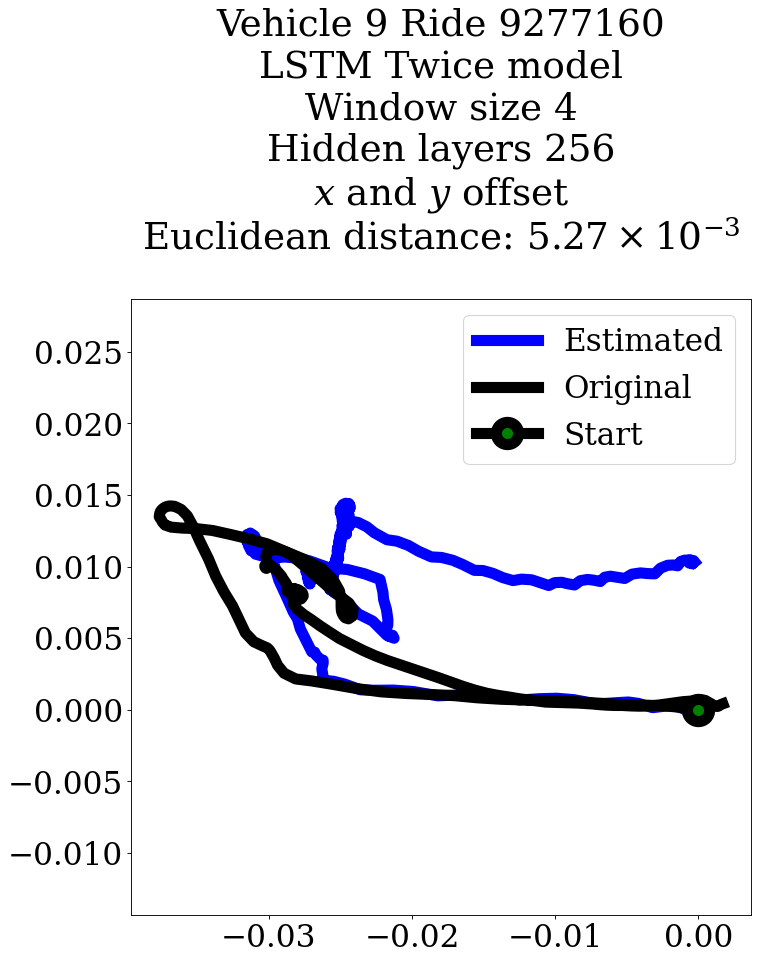 Vehicle 9 Ride 9277160
LSTM Twice model
Window size 4
Hidden layers 256
x and y offset
Euclidean distance: 5.27 × 10⁻³
Estimated
Original
Start
0.025
0.020
0.015
0.010
0.005
0.000
−0.005
−0.010
−0.03 −0.02 −0.01 0.00